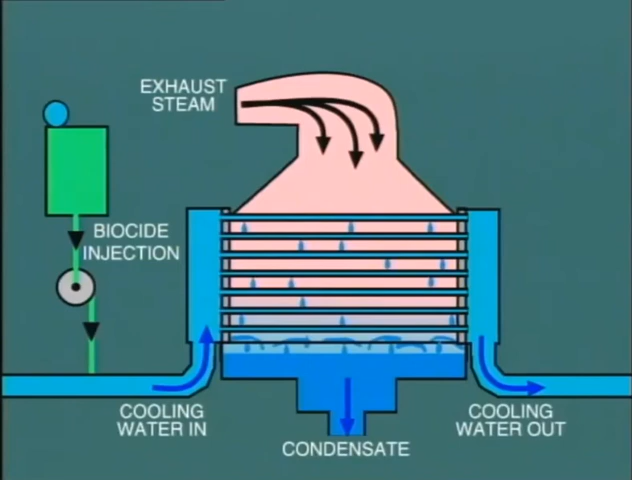 EXHAUST
STEAM
BIOCIDE
INJECTION
COOLING
WATER IN
COOLING
WATER OUT
CONDENSATE